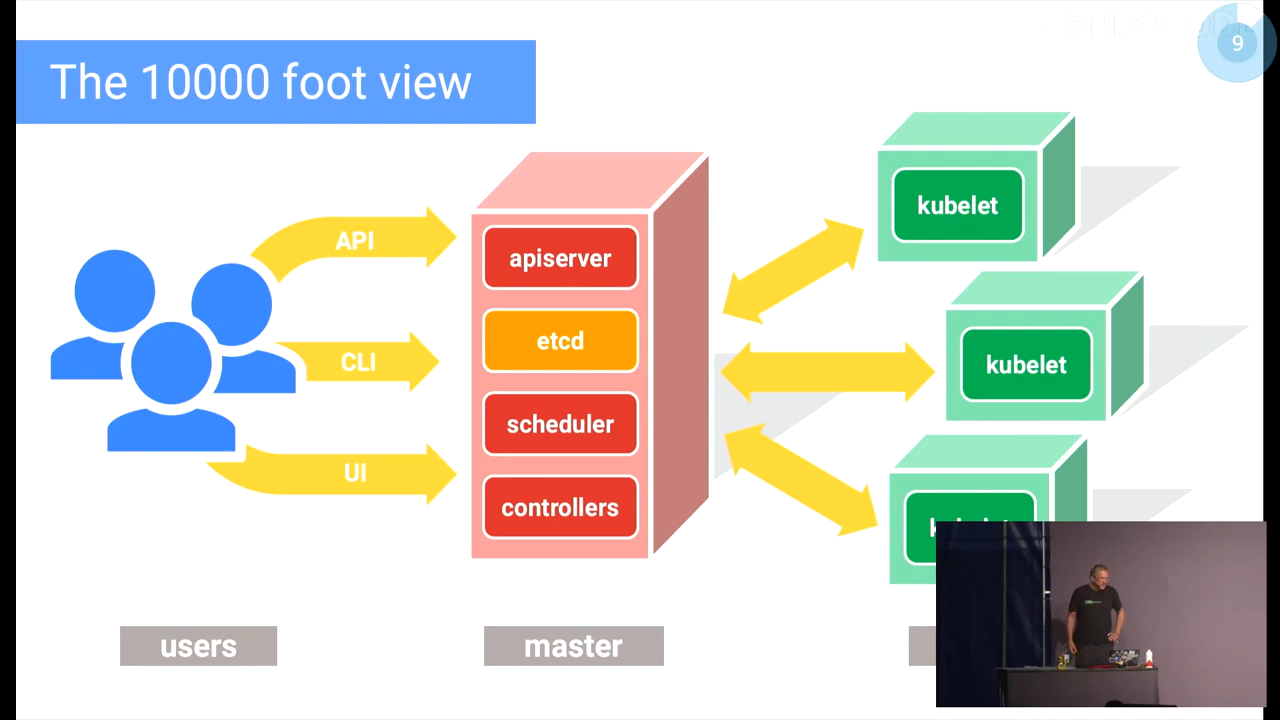 The 10000 foot view
9
API
CLI
UI
apiserver
etcd
scheduler
controllers
kubelet
kubelet
users
master